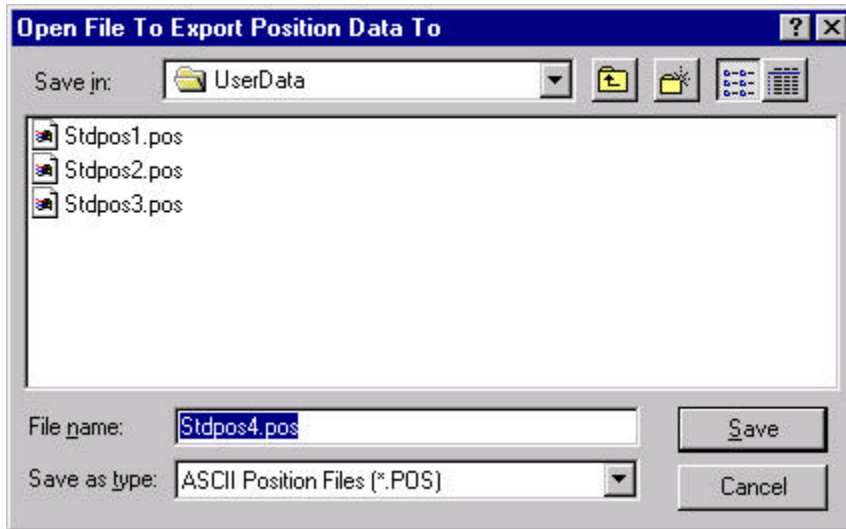 Open File To Export Position Data To
Save in: UserData
Stdpos1.pos
Stdpos2.pos
Stdpos3.pos
File name: Stdpos4.pos Save
Save as type: ASCII Position Files (*.POS) Cancel